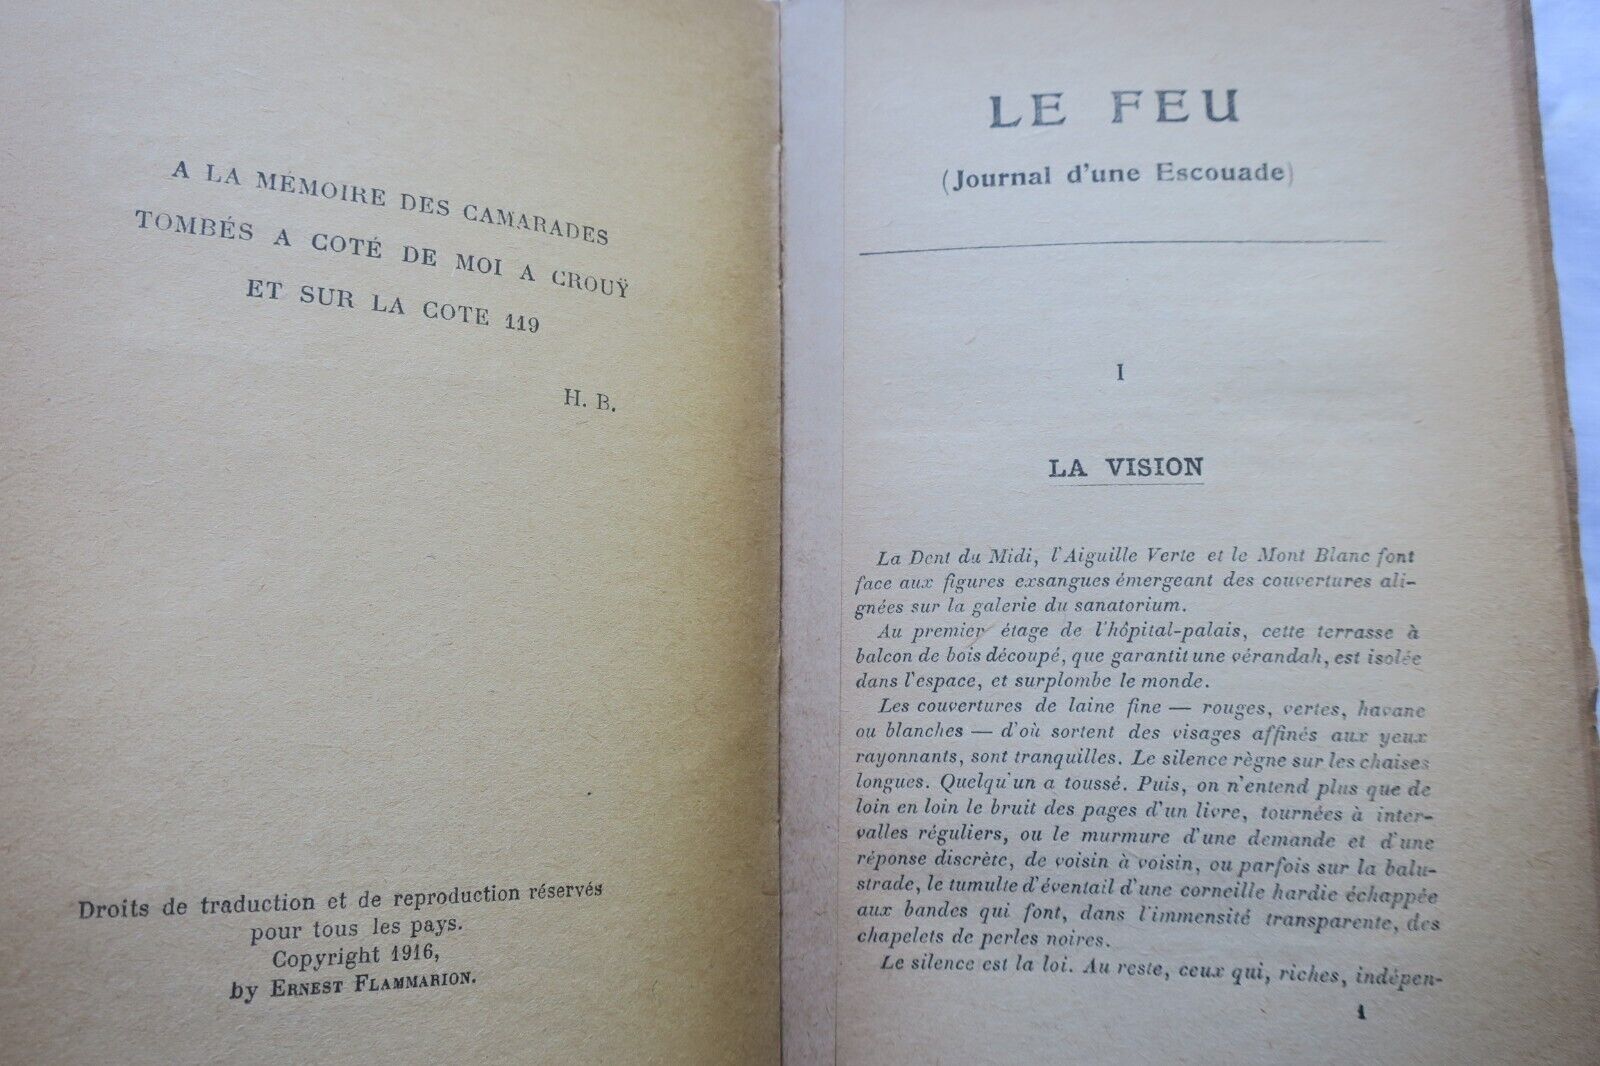 A LA MÉMOIRE DES CAMARADES
TOMBÉS A COTÉ DE MOI A CROUŸ
ET SUR LA COTE 119
H. B.
Droits de traduction et de reproduction réservés
pour tous les pays.
Copyright 1916,
by ERNEST FLAMMARION.
LE FEU
(Journal d'une Escouade)
I
LA VISION
La Dent du Midi, l'Aiguille Verte et le Mont Blanc font
face aux figures exsangues émergeant des couvertures ali-
gnées sur la galerie du sanatorium.
Au premier étage de l'hôpital-palais, cette terrasse à
balcon de bois découpé, que garantit une vérandah, est isolée
dans l'espace, et surplombe le monde.
Les couvertures de laine fine — rouges, vertes, havane
ou blanches — d'où sortent des visages affinés aux yeux
rayonnants, sont tranquilles. Le silence règne sur les chaises
longues. Quelqu'un a toussé. Puis, on n'entend plus que de
loin en loin le bruit des pages d'un livre, tournées à inter-
valles réguliers, ou le murmure d'une demande et d'une
réponse discrète, de voisin à voisin, ou parfois sur la balu-
strade, le tumulte d'éventail d'une corneille hardie échappée
aux bandes qui font, dans l'immensité transparente, des
chapelets de perles noires.
Le silence est la loi. Au reste, ceux qui, riches, indépen-
1